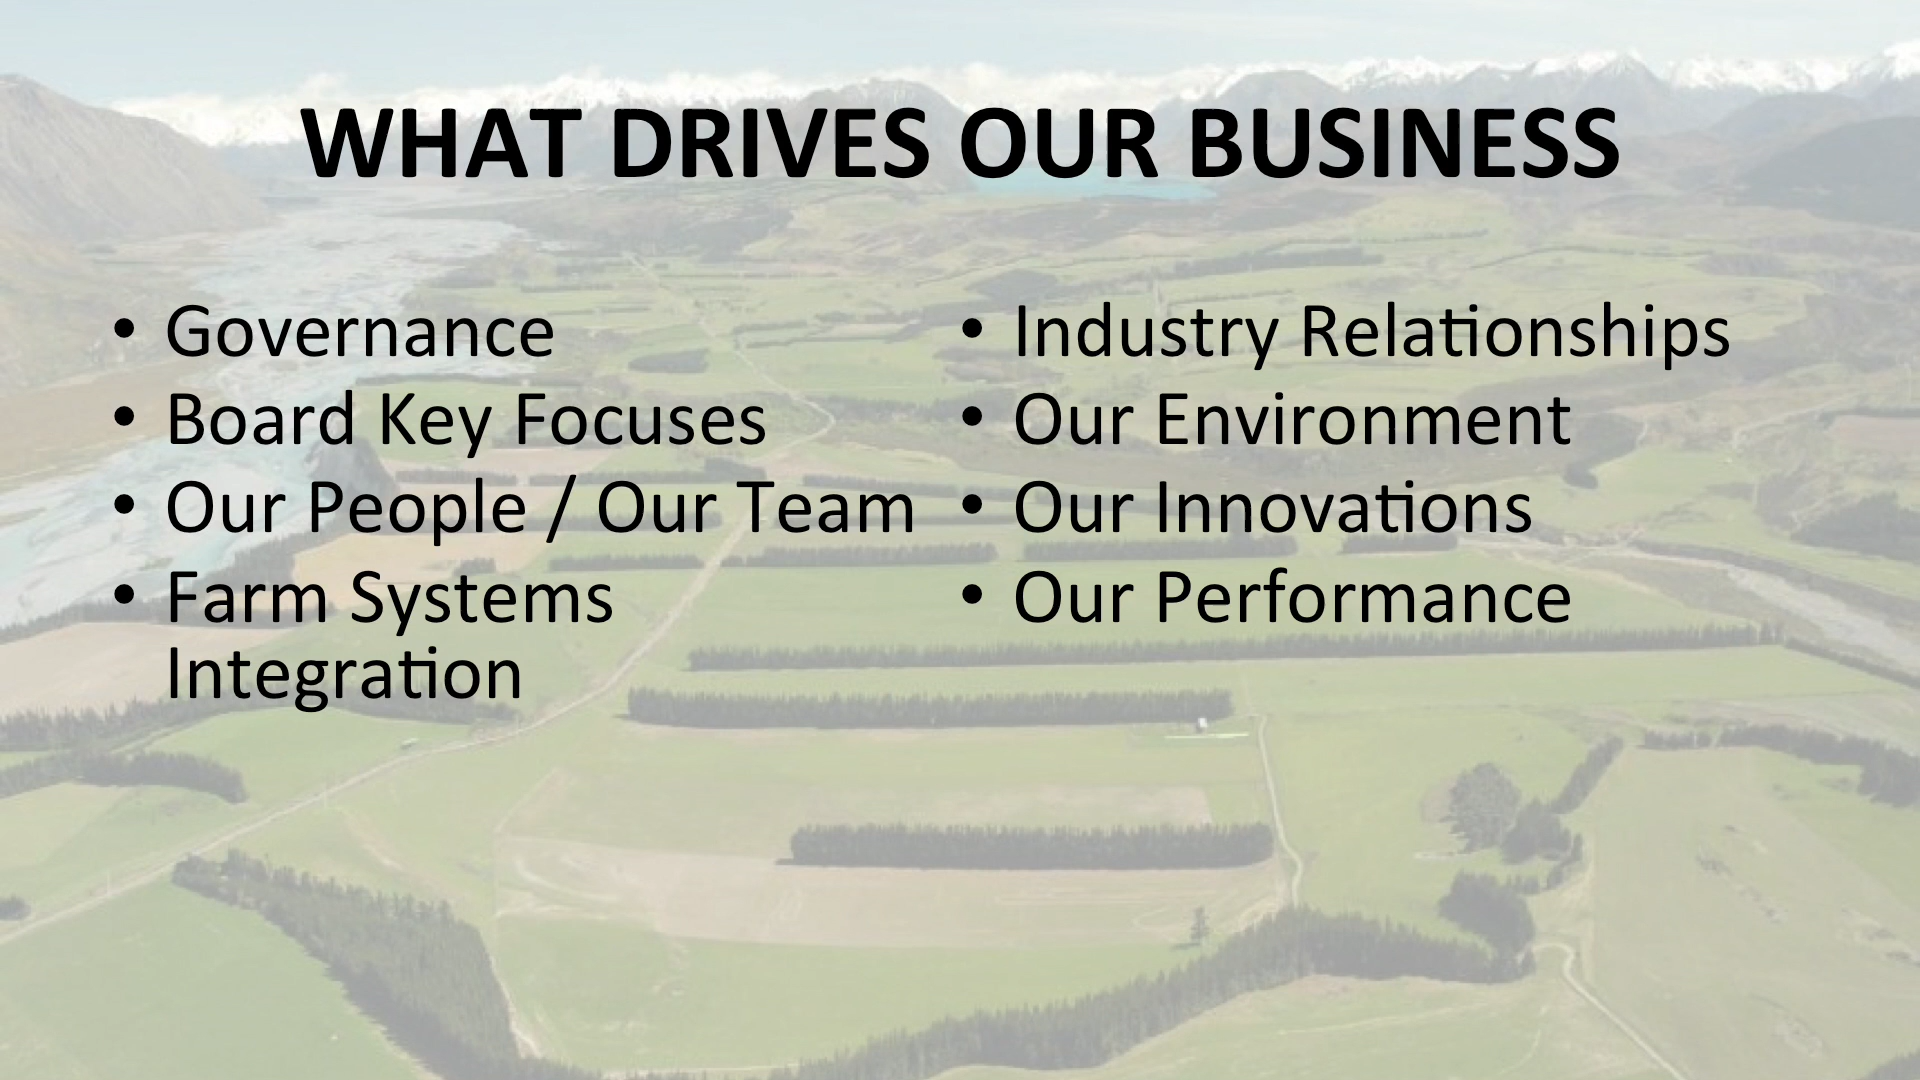 WHAT DRIVES OUR BUSINESS
• Governance
• Board Key Focuses
• Our People / Our Team
• Farm Systems
Integration
• Industry Relationships
• Our Environment
• Our Innovations
• Our Performance